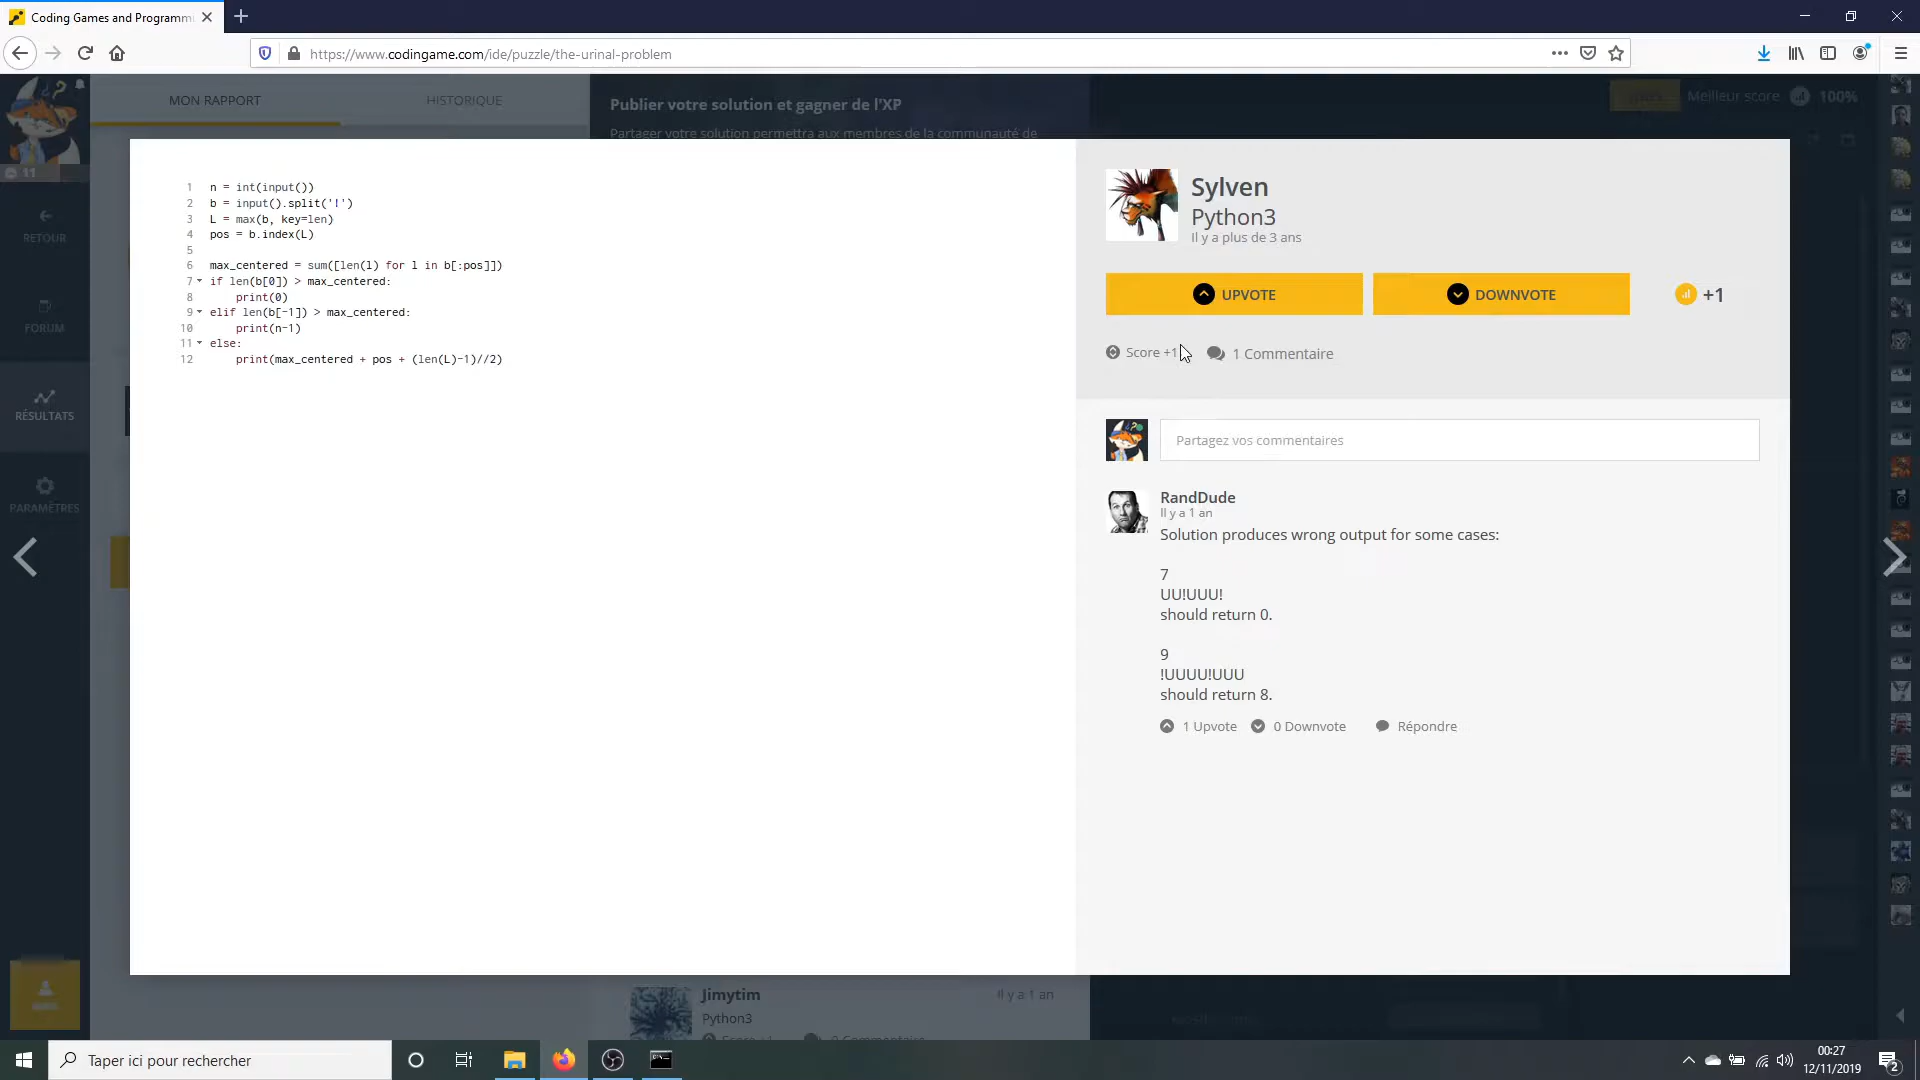 Coding Games and Programmi
https://www.codingame.com/ide/puzzle/the-urinal-problem
11
RETOUR
FORUM
RÉSULTATS
PARAMÈTRES
MON RAPPORT
HISTORIQUE
Publier votre solution et gagner de l'XP
Partager votre solution permettra aux membres de la communauté de
Meilleur score
100%
1 n = int(input())
2 b = input().split('!')
3 L = max(b, key=len)
4 pos = b.index(L)
5
6 max_centered = sum([len(l) for l in b[:pos]])
7 if len(b[0]) > max_centered:
8 print(0)
9 elif len(b[-1]) > max_centered:
10 print(n-1)
11 else:
12 print(max_centered + pos + (len(L)-1)//2)
Sylven
Python3
Il y a plus de 3 ans
UPVOTE
DOWNVOTE
+1
Score +1
1 Commentaire
Partagez vos commentaires
RandDude
Il y a 1 an
Solution produces wrong output for some cases:
7
UU!UUU!
should return 0.
9
!UUUU!UUU
should return 8.
1 Upvote
0 Downvote
Répondre
Jimytim
Il y a 1 an
Python3
Taper ici pour rechercher
00:27
12/11/2019
2